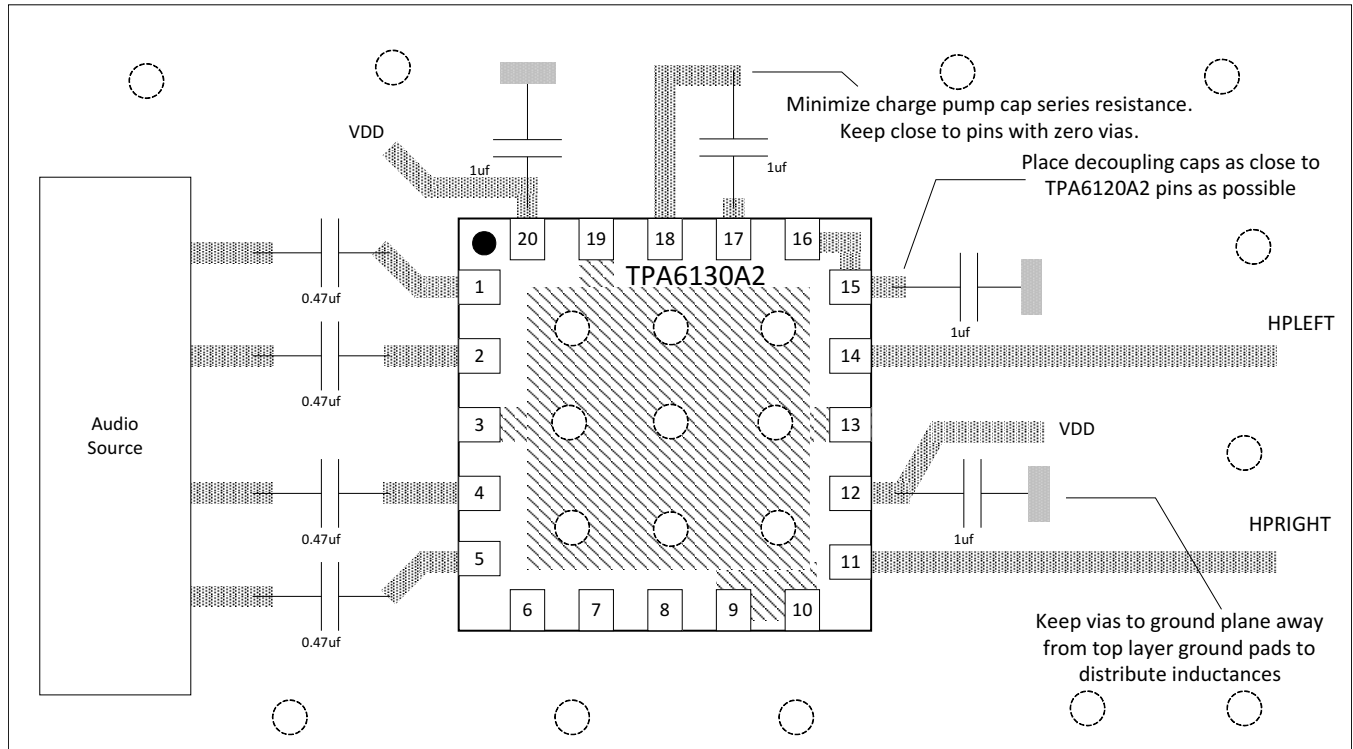 VDD
1uf
1uf
Minimize charge pump cap series resistance.
Keep close to pins with zero vias.
Place decoupling caps as close to
TPA6120A2 pins as possible
Audio
Source
0.47uf
0.47uf
0.47uf
0.47uf
20
19
18
17
16
TPA6130A2
1
2
3
4
5
6
7
8
9
10
15
14
13
12
11
1uf
HPLEFT
VDD
1uf
HPRIGHT
Keep vias to ground plane away
from top layer ground pads to
distribute inductances